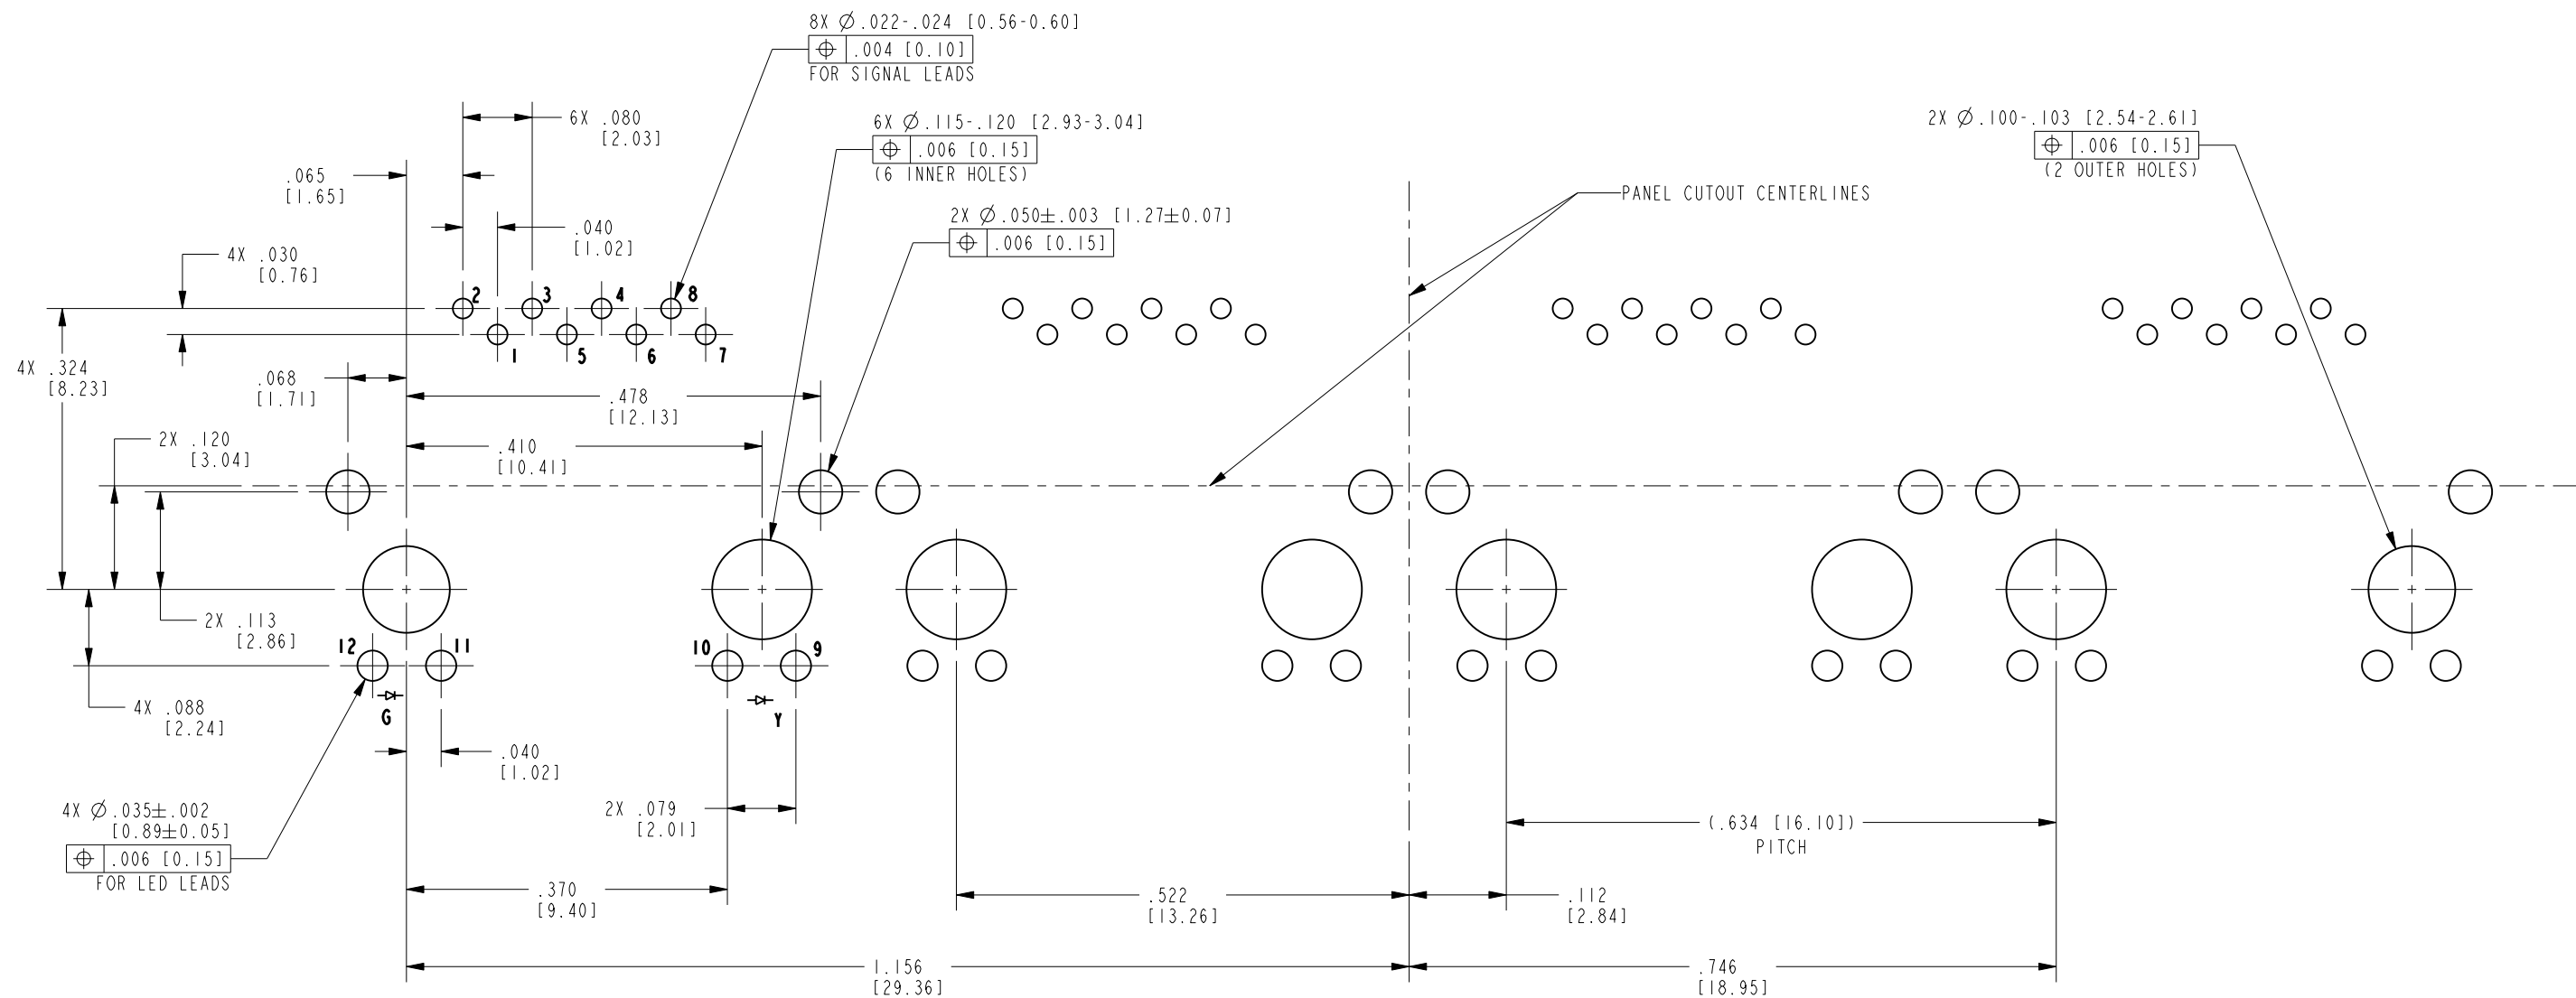 8X ∅.022-.024 [0.56-0.60]
⌖ .004 [0.10]
FOR SIGNAL LEADS
6X .080
[2.03]
6X ∅.115-.120 [2.93-3.04]
⌖ .006 [0.15]
(6 INNER HOLES)
2X ∅.100-.103 [2.54-2.61]
⌖ .006 [0.15]
(2 OUTER HOLES)
.065
[1.65]
PANEL CUTOUT CENTERLINES
2X ∅.050±.003 [1.27±0.07]
⌖ .006 [0.15]
.040
[1.02]
4X .030
[0.76]
2 3 4 8
1 5 6 7
4X .324
[8.23]
.068
[1.71]
.478
[12.13]
2X .120
[3.04]
.410
[10.41]
2X .113
[2.86]
12 11 10 9
4X .088
[2.24]
G Y
.040
[1.02]
4X ∅.035±.002
[0.89±0.05]
⌖ .006 [0.15]
FOR LED LEADS
2X .079
[2.01]
(.634 [16.10])
PITCH
.370
[9.40]
.522
[13.26]
.112
[2.84]
1.156
[29.36]
.746
[18.95]